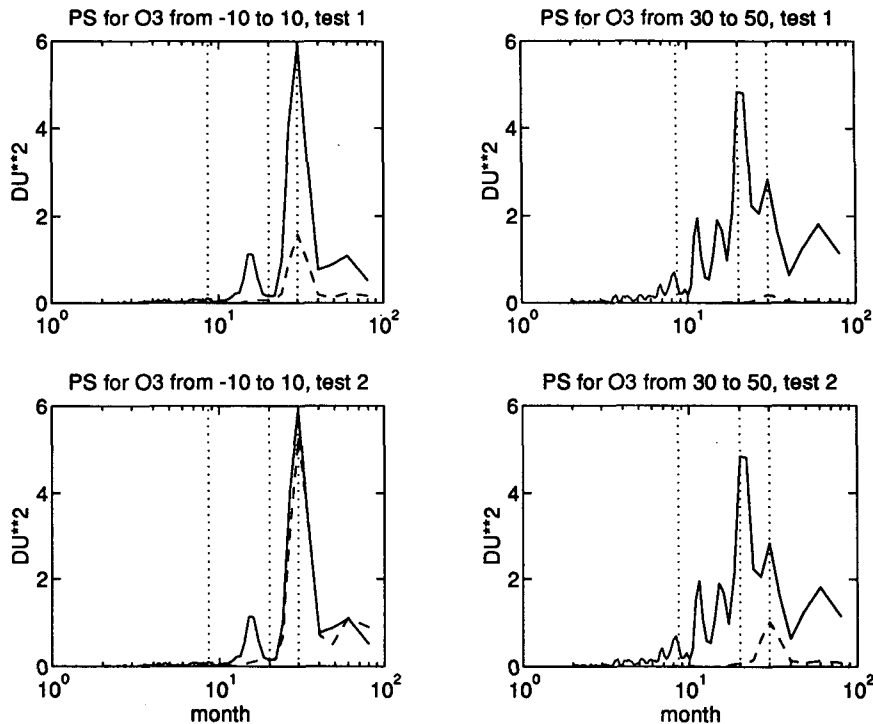 PS for O3 from -10 to 10, test 1
6
4
2
0
DU**2
10^0
10^1
10^2
PS for O3 from 30 to 50, test 1
6
4
2
0
DU**2
10^0
10^1
10^2
PS for O3 from -10 to 10, test 2
6
4
2
0
DU**2
10^0
10^1
10^2
month
PS for O3 from 30 to 50, test 2
6
4
2
0
DU**2
10^0
10^1
10^2
month